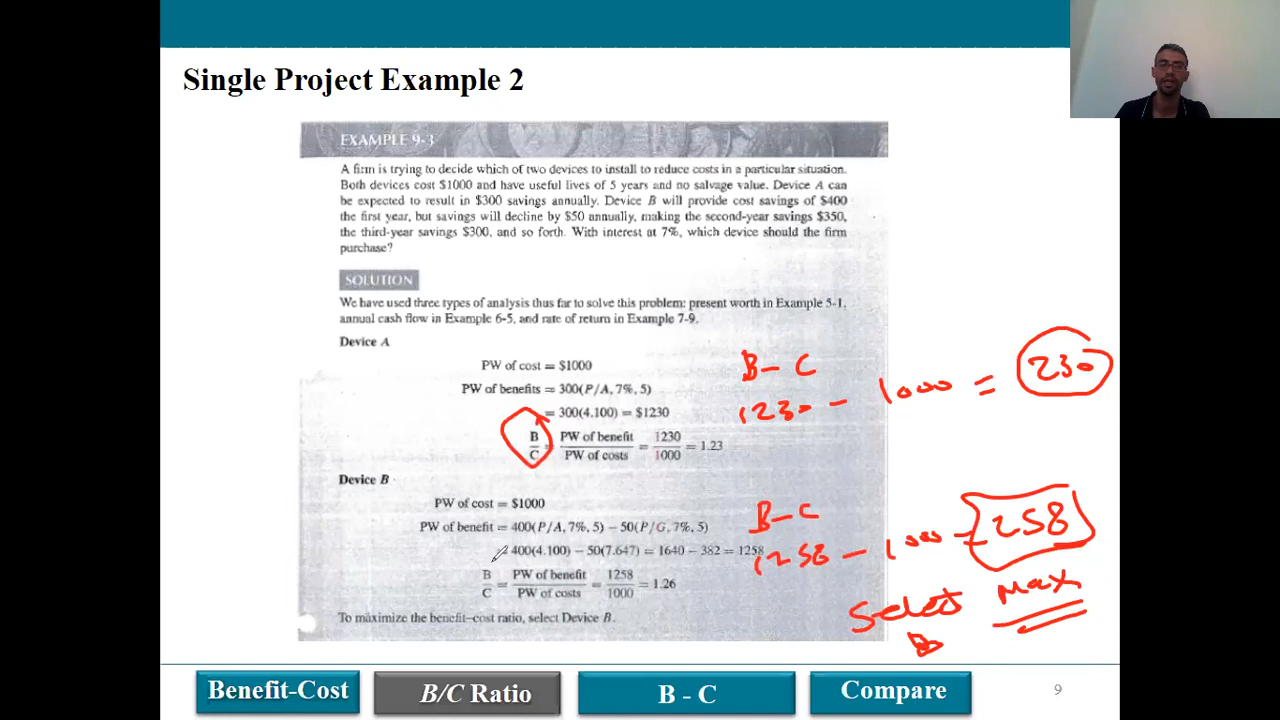 Single Project Example 2
EXAMPLE 9-3
A firm is trying to decide which of two devices to install to reduce costs in a particular situation.
Both devices cost $1000 and have useful lives of 5 years and no salvage value. Device A can
be expected to result in $300 savings annually. Device B will provide cost savings of $400
the first year, but savings will decline by $50 annually, making the second-year savings $350,
the third-year savings $300, and so forth. With interest at 7%, which device should the firm
purchase?
SOLUTION
We have used three types of analysis thus far to solve this problem: present worth in Example 5-1,
annual cash flow in Example 6-5, and rate of return in Example 7-9.
Device A
PW of cost = $1000
PW of benefits = 300(P/A, 7%, 5)
= 300(4.100) = $1230
B/C = PW of benefit/PW of costs = 1230/1000 = 1.23
B - C
1230 - 1000 = 230
Device B
PW of cost = $1000
PW of benefit = 400(P/A, 7%, 5) − 50(P/G, 7%, 5)
400(4.100) − 50(7.647) = 1640 − 382 = 1258
B/C = PW of benefit/PW of costs = 1258/1000 = 1.26
B - C
1258 - 1000 = 258
Select Max
B
To maximize the benefit–cost ratio, select Device B.
Benefit-Cost
B/C Ratio
B - C
Compare
9